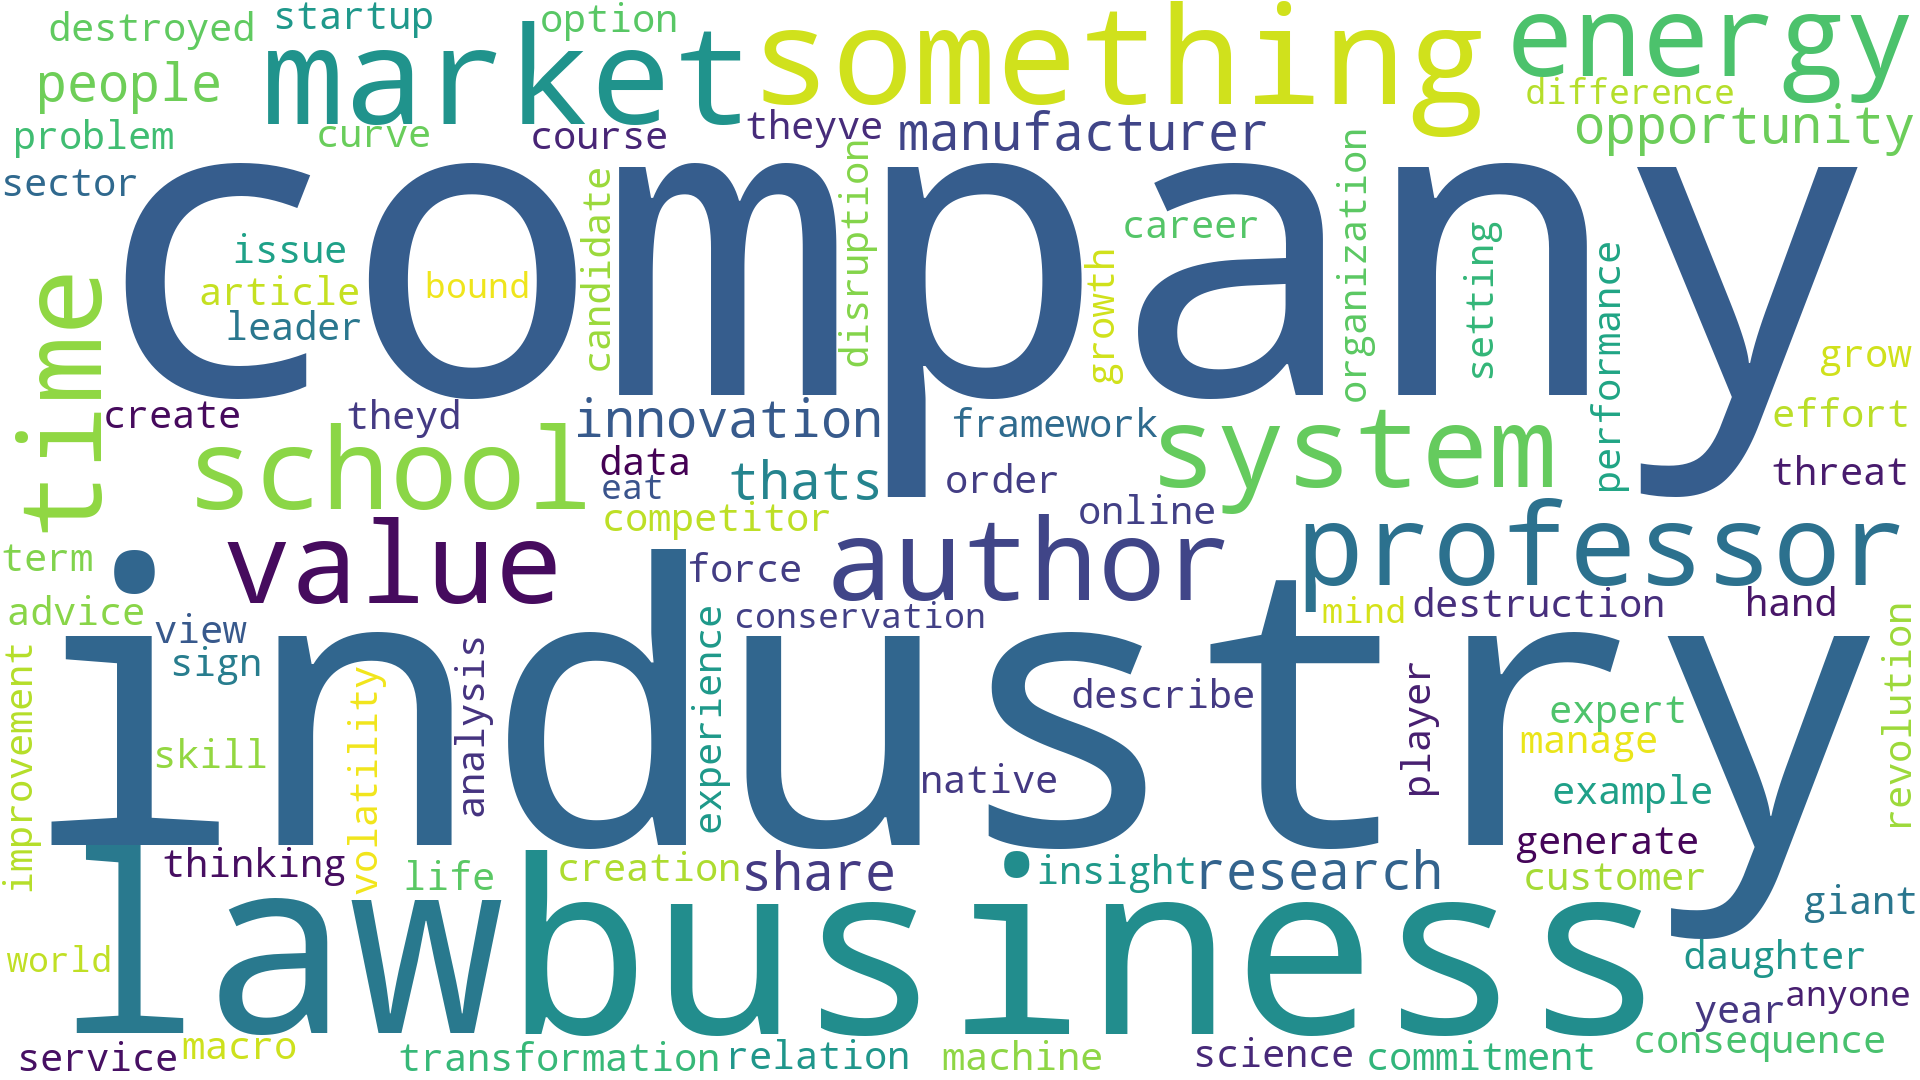 destroyed
startup
option
something
energy
people
market
difference
opportunity
problem
curve
course
theyve
manufacturer
sector
company
candidate
disruption
career
organization
setting
performance
issue
article
bound
leader
growth
grow
time
create
theyd
innovation
framework
effort
school
data
thats
order
system
threat
eat
competitor
online
professor
term
value
force
author
advice
view
sign
conservation
mind
destruction
hand
industry
improvement
skill
volatility
analysis
experience
describe
native
player
expert
manage
example
revolution
generate
thinking
life
creation
share
insight
research
customer
giant
law
business
world
daughter
year
anyone
service
macro
transformation
relation
machine
science
commitment
consequence